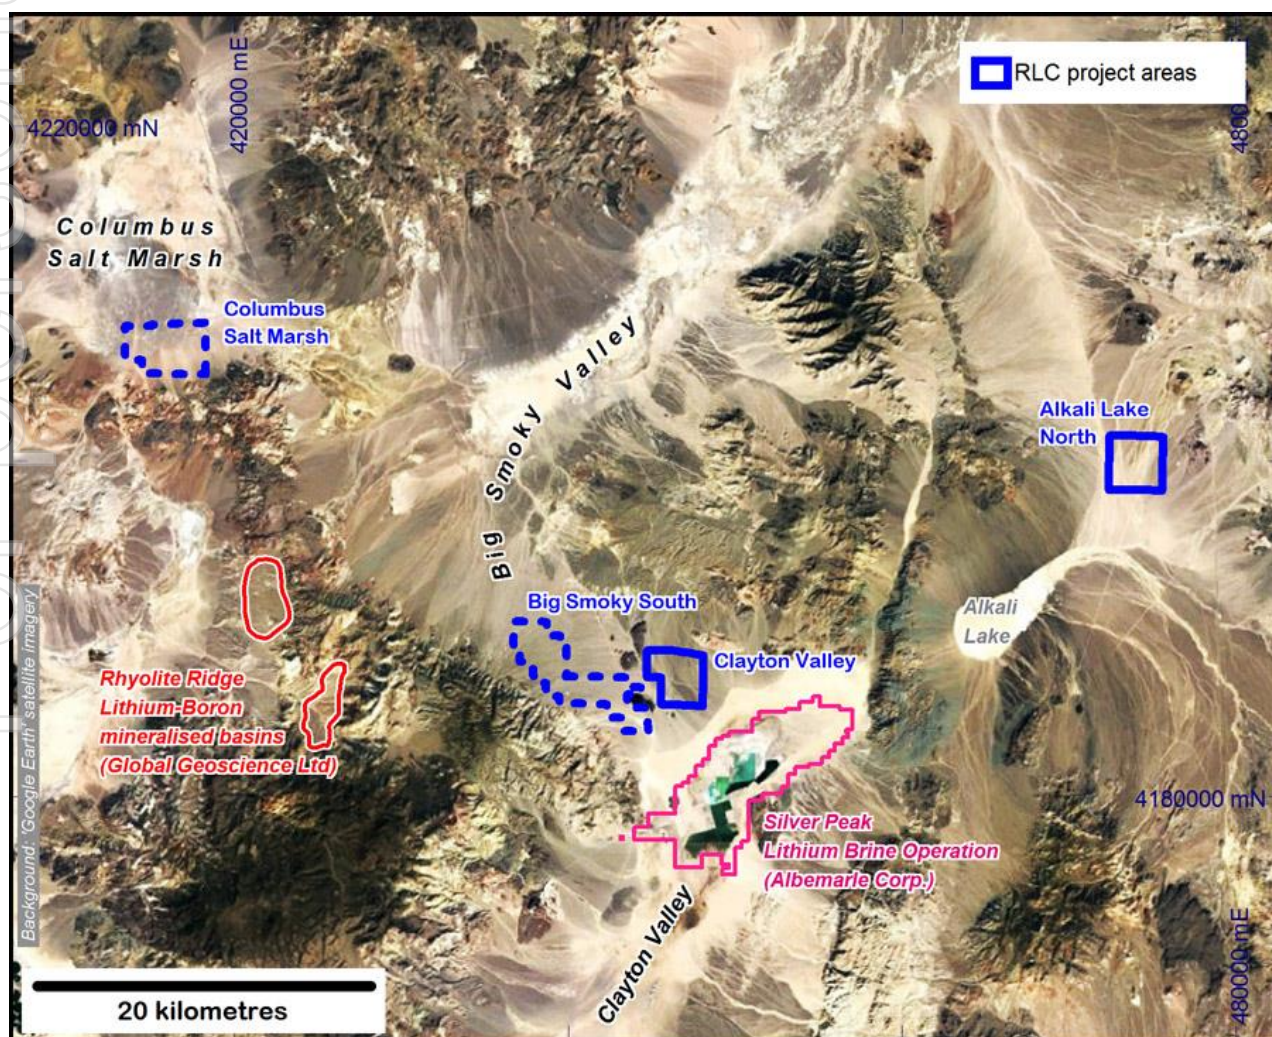 RLC project areas
420000 mE
4220000 mN
4800
Columbus
Salt Marsh
Columbus
Salt Marsh
Big Smoky Valley
Alkali Lake
North
Big Smoky South
Clayton Valley
Alkali
Lake
Rhyolite Ridge
Lithium-Boron
mineralised basins
(Global Geoscience Ltd)
4180000 mN
Silver Peak
Lithium Brine Operation
(Albemarle Corp.)
Clayton Valley
480000 mE
Background: 'Google Earth' satellite imagery
20 kilometres